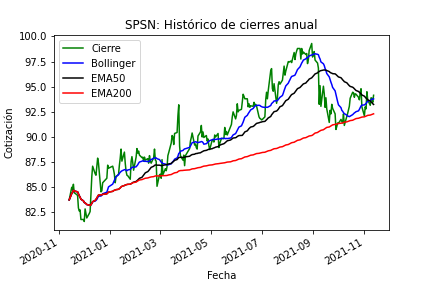 SPSN: Histórico de cierres anual
Cierre
Bollinger
EMA50
EMA200
Cotización
100.0
97.5
95.0
92.5
90.0
87.5
85.0
82.5
2020-11
2021-01
2021-03
2021-05
2021-07
2021-09
2021-11
Fecha